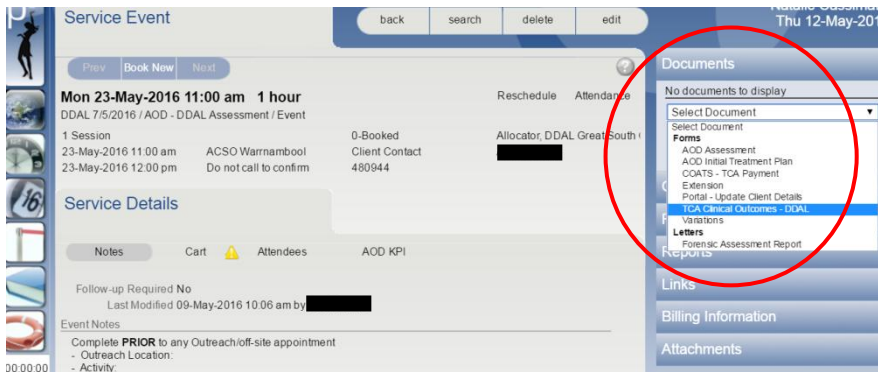 Service Event
back search delete edit
Thu 12-May-201
Prev Book New Next
Mon 23-May-2016 11:00 am 1 hour
Reschedule Attendance
DDAL 7/5/2016 / AOD - DDAL Assessment / Event
1 Session 0-Booked Allocator, DDAL Great South
23-May-2016 11:00 am ACSO Warrnambool Client Contact
23-May-2016 12:00 pm Do not call to confirm 480944
Service Details
Notes Cart Attendees AOD KPI
Follow-up Required No
Last Modified 09-May-2016 10:06 am by
Event Notes
Complete PRIOR to any Outreach/off-site appointment
- Outreach Location:
- Activity:
Documents
No documents to display
Select Document
Select Document
Forms
AOD Assessment
AOD Initial Treatment Plan
COATS - TCA Payment
Extension
Portal - Update Client Details
TCA Clinical Outcomes - DDAL
Variations
Letters
Forensic Assessment Report
Reports
Links
Billing Information
Attachments
16
00:00:00